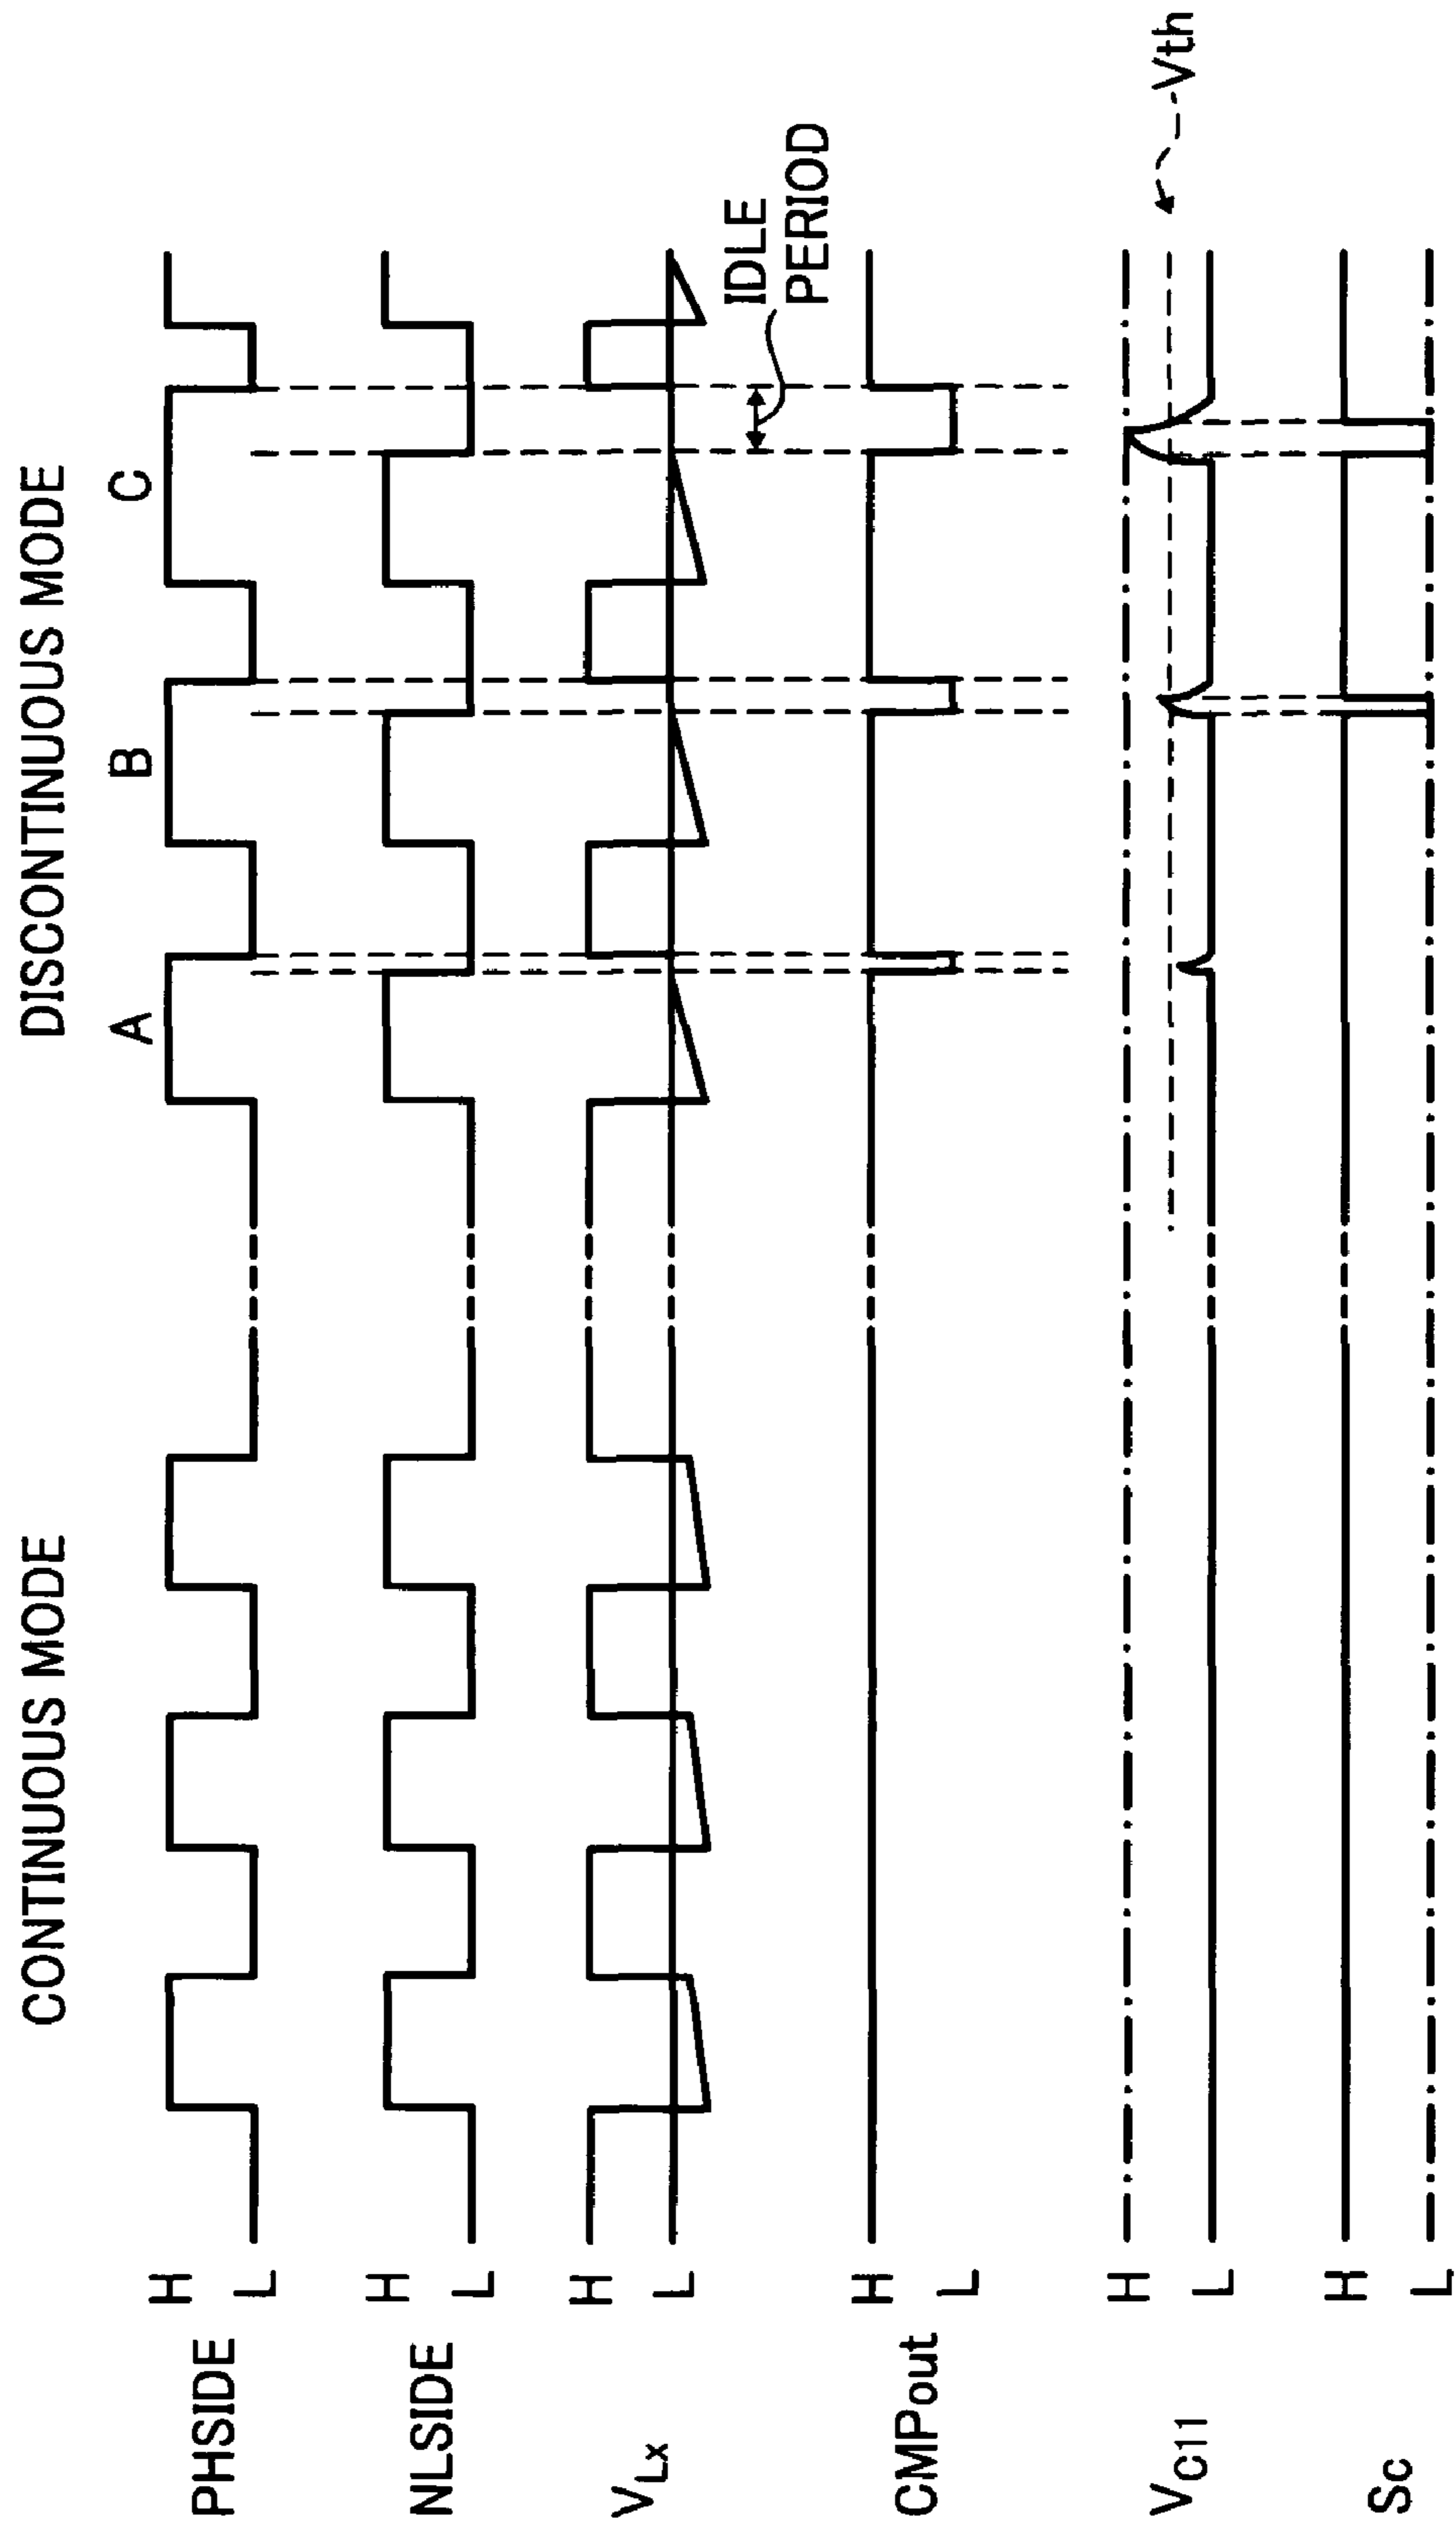 CONTINUOUS MODE
DISCONTINUOUS MODE
A
B
C
PHSIDE
H
L
NLSIDE
H
L
VLx
H
L
IDLE
PERIOD
CMPout
H
L
VC11
H
L
Vth
Sc
H
L